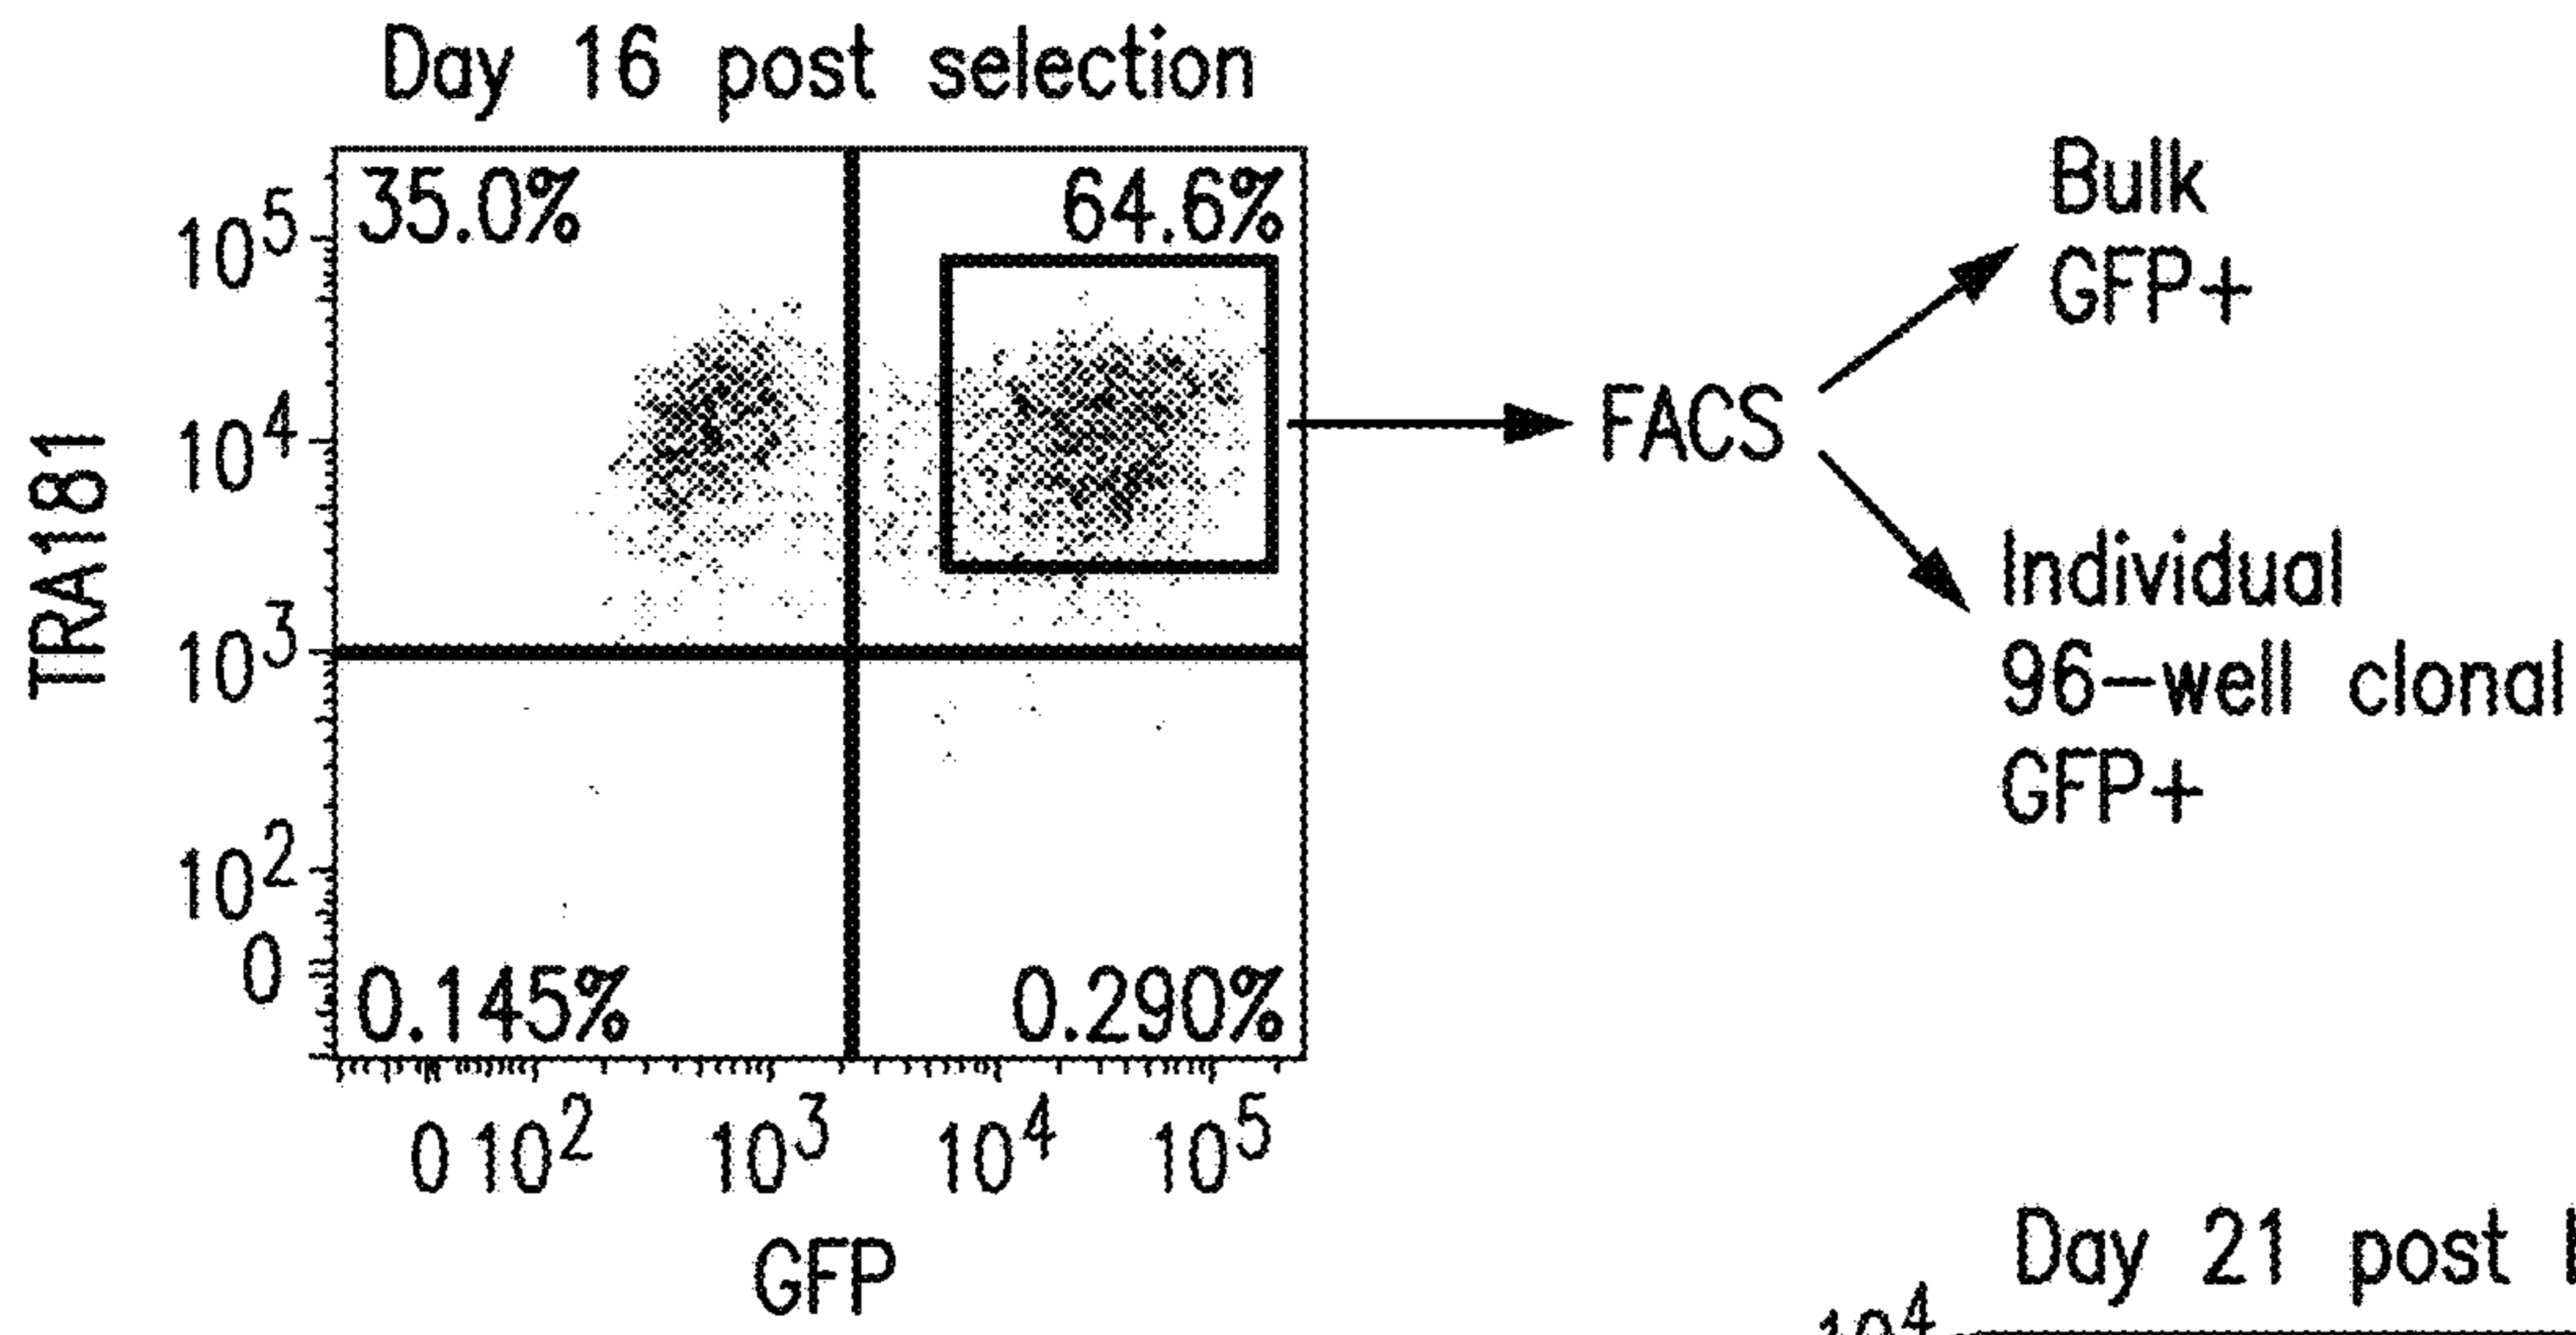 Day 16 post selection
35.0%
64.6%
10^5
10^4
10^3
10^2
0
TRA181
0.145%
0.290%
0 10^2 10^3 10^4 10^5
GFP
FACS
Bulk
GFP+
Individual
96-well clonal
GFP+
Day 21 post
10^4